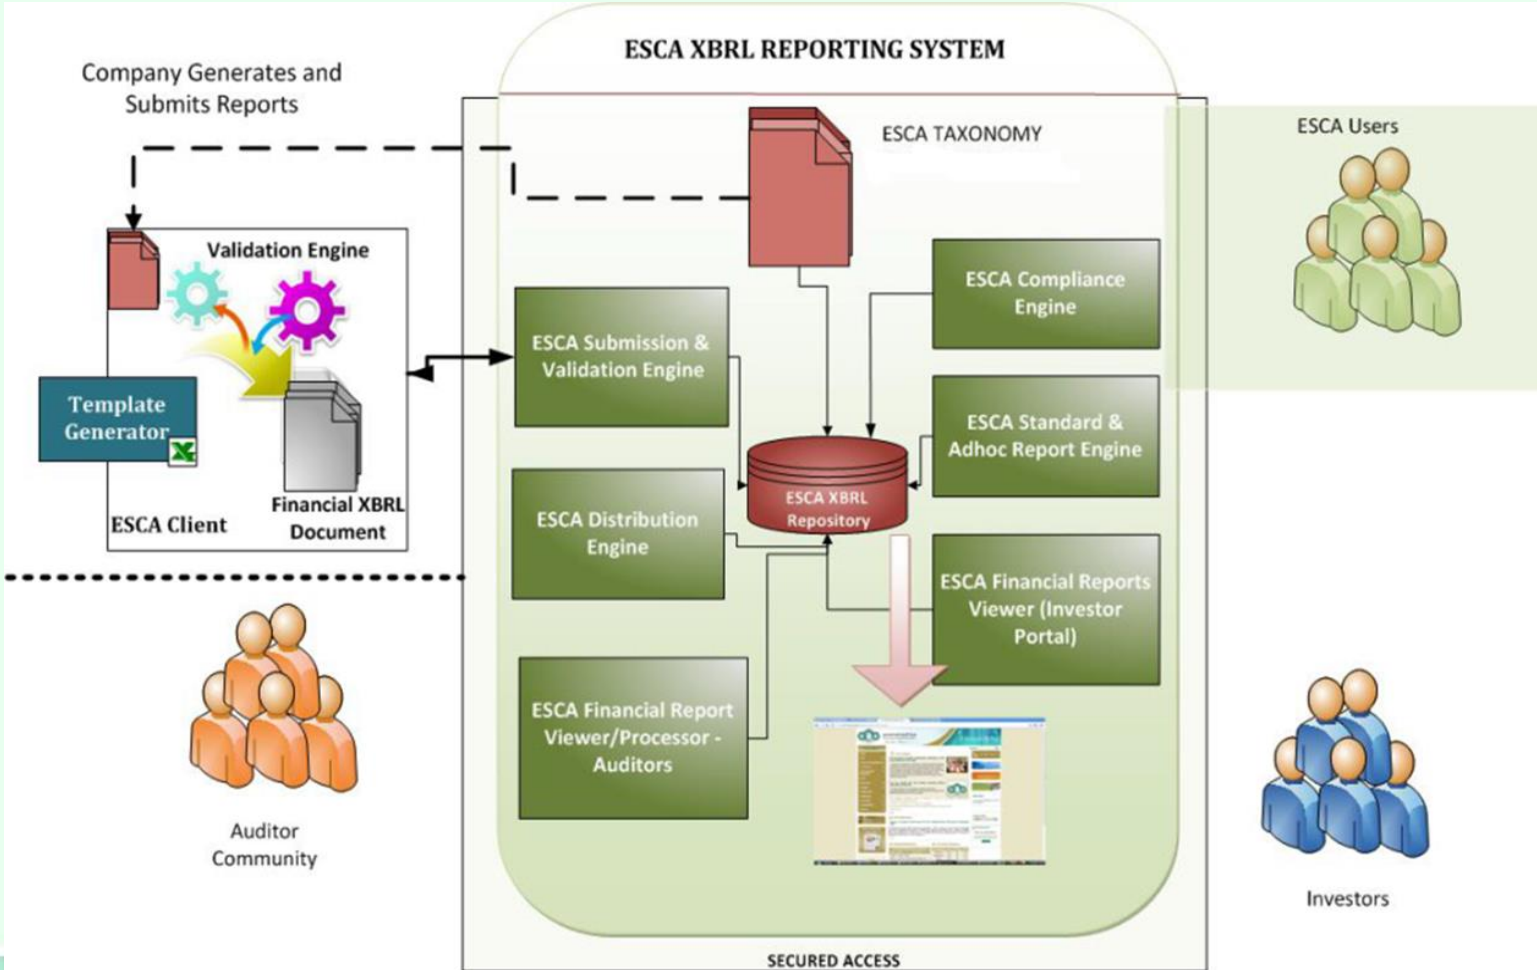 ESCA XBRL REPORTING SYSTEM
Company Generates and
Submits Reports
ESCA TAXONOMY
ESCA Users
Validation Engine
Template
Generator
Financial XBRL
Document
ESCA Client
ESCA Submission &
Validation Engine
ESCA Compliance
Engine
ESCA Standard &
Adhoc Report Engine
ESCA XBRL
Repository
ESCA Distribution
Engine
ESCA Financial Reports
Viewer (Investor
Portal)
ESCA Financial Report
Viewer/Processor -
Auditors
Auditor
Community
Investors
SECURED ACCESS